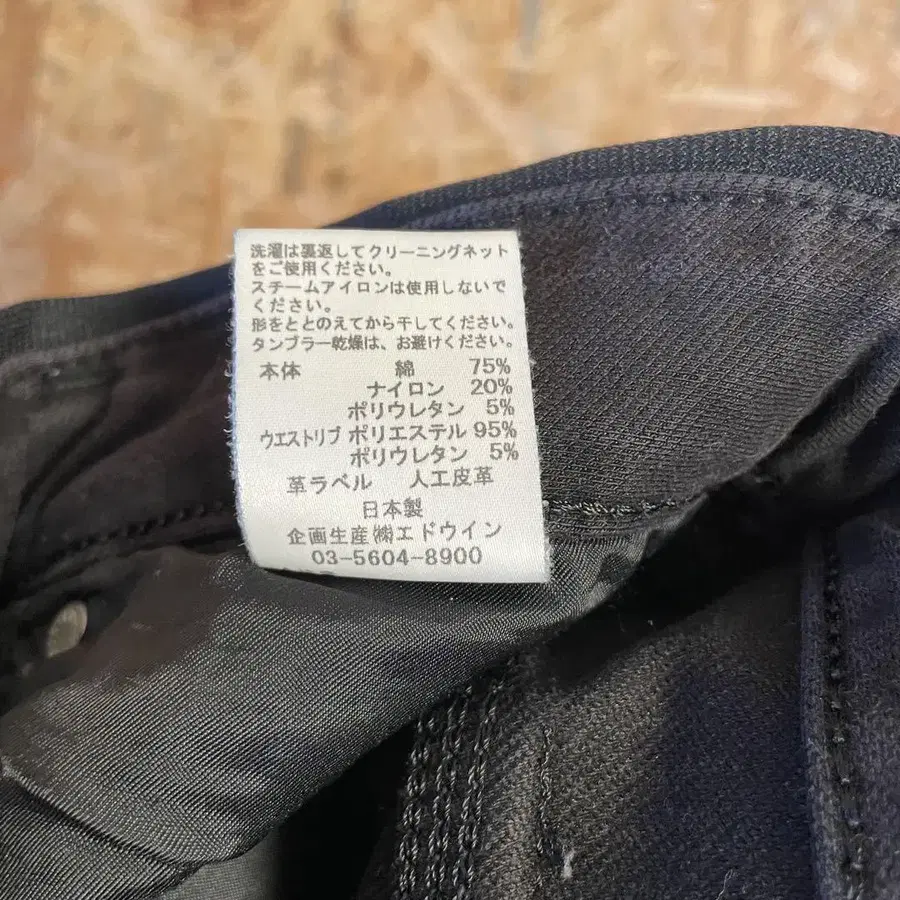 洗濯は裏返してクリーニングネット
をご使用ください。
スチームアイロンは使用しないで
ください。
形をととのえてから干してください。
タンブラー乾燥は、お避けください。
本体 綿 75%
ナイロン 20%
ポリウレタン 5%
ウエストリブ ポリエステル 95%
ポリウレタン 5%
革ラベル 人工皮革
日本製
企画生産㈱エドウイン
03-5604-8900